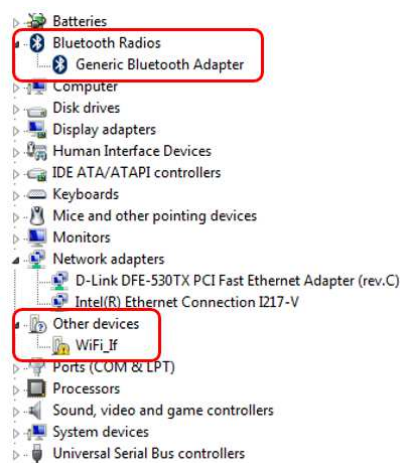 Batteries
Bluetooth Radios
Generic Bluetooth Adapter
Computer
Disk drives
Display adapters
Human Interface Devices
IDE ATA/ATAPI controllers
Keyboards
Mice and other pointing devices
Monitors
Network adapters
D-Link DFE-530TX PCI Fast Ethernet Adapter (rev.C)
Intel(R) Ethernet Connection I217-V
Other devices
WiFi_If
Ports (COM & LPT)
Processors
Sound, video and game controllers
System devices
Universal Serial Bus controllers